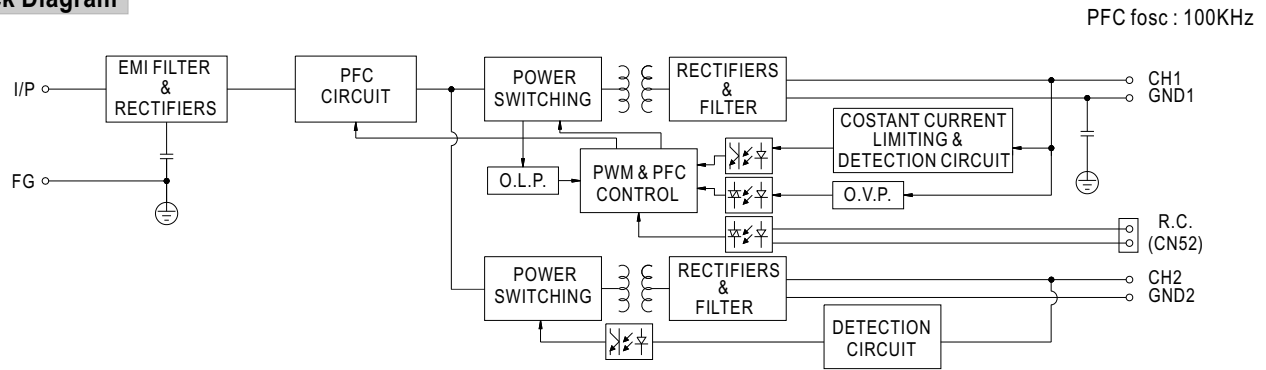 ck Diagram
PFC fosc : 100KHz
I/P
EMI FILTER
&
RECTIFIERS
PFC
CIRCUIT
POWER
SWITCHING
RECTIFIERS
&
FILTER
CH1
GND1
COSTANT CURRENT
LIMITING &
DETECTION CIRCUIT
FG
O.L.P.
PWM & PFC
CONTROL
O.V.P.
R.C.
(CN52)
POWER
SWITCHING
RECTIFIERS
&
FILTER
CH2
GND2
DETECTION
CIRCUIT